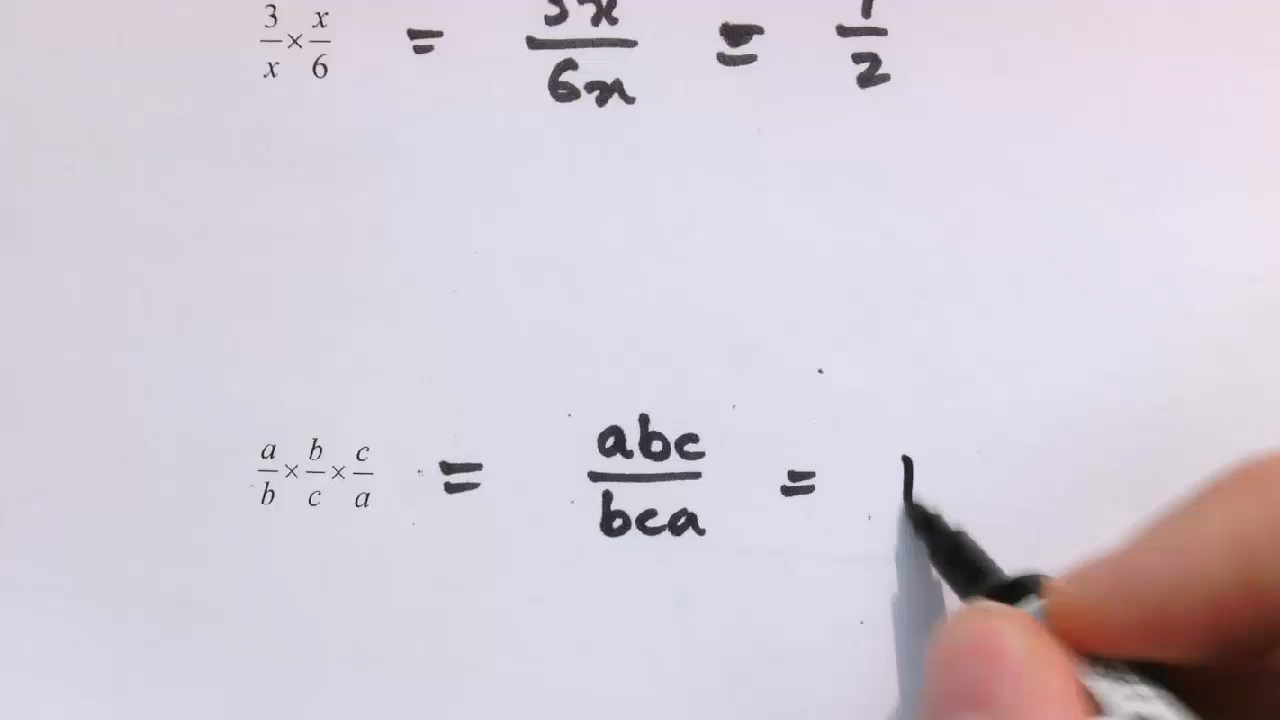 3/x × x/6 = 3x/6x = 1/2
a/b × b/c × c/a = abc/bca = 1